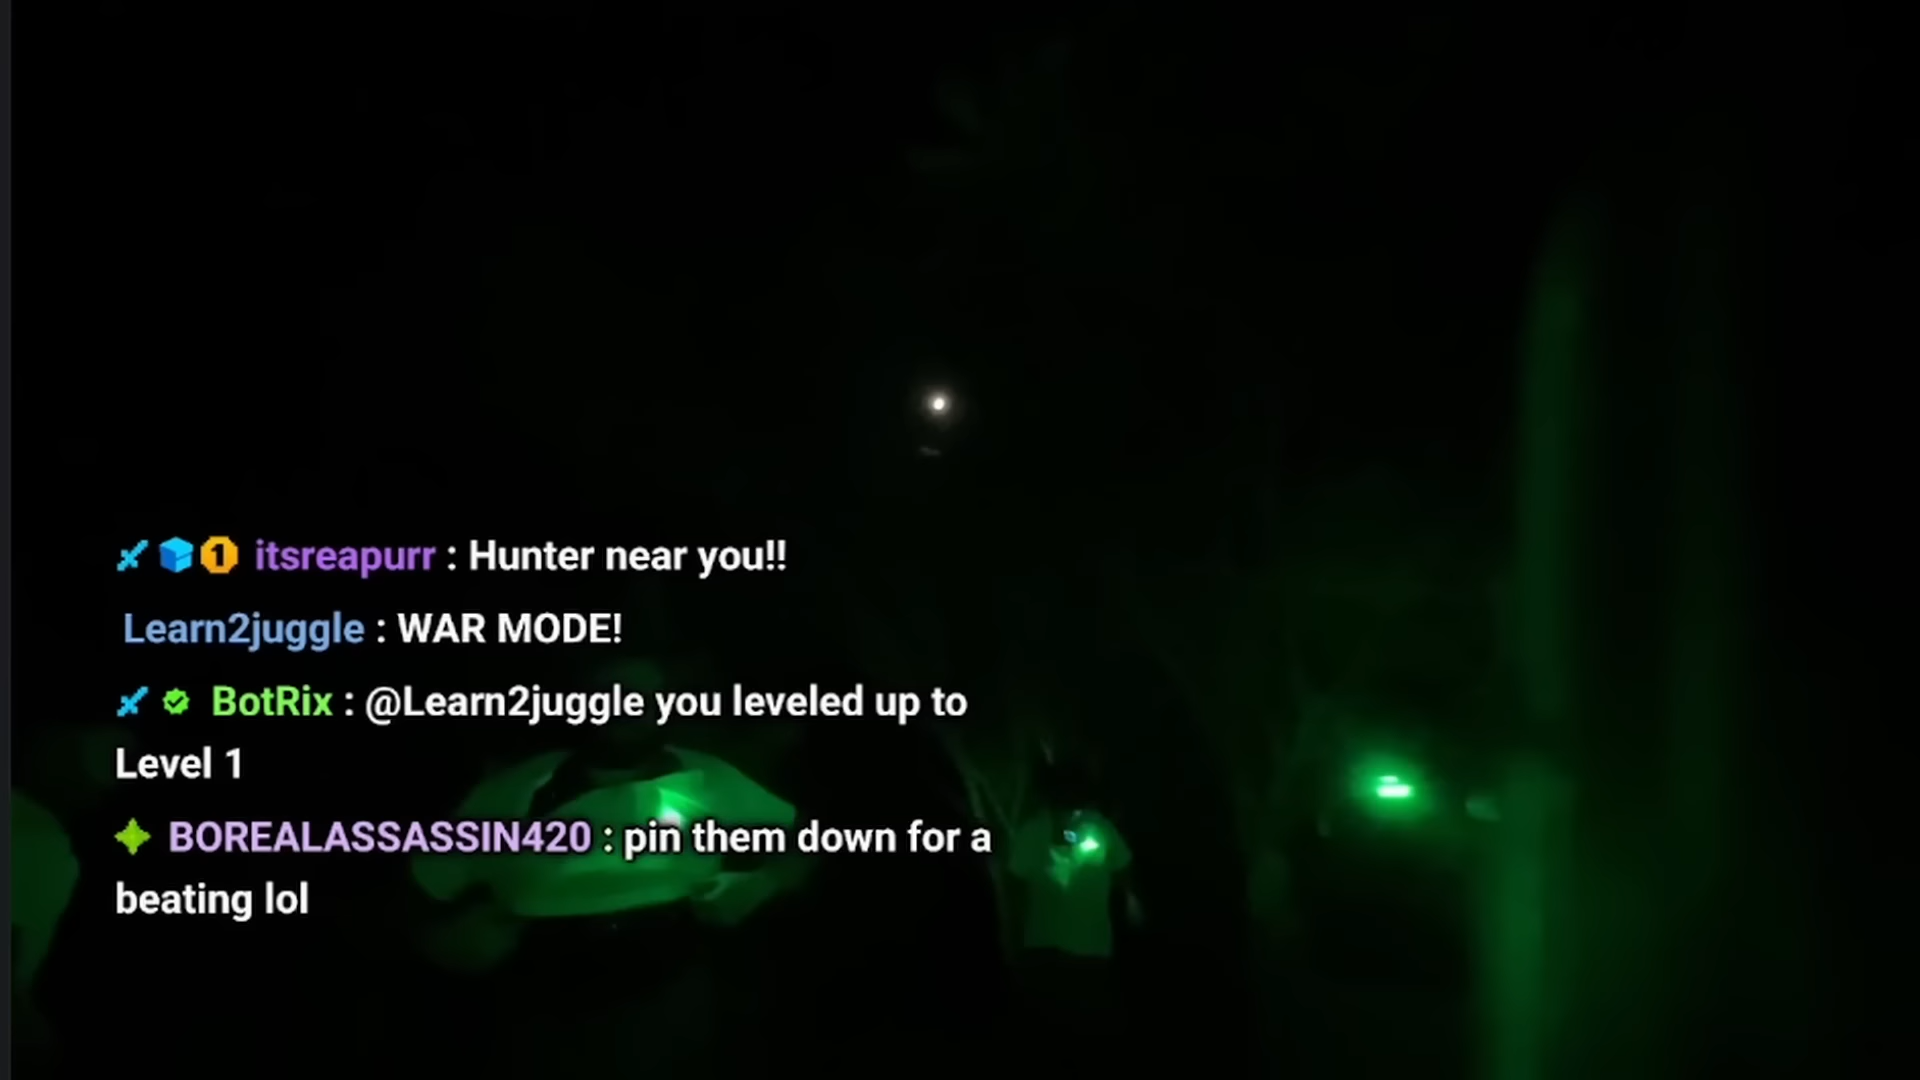 itsreapurr : Hunter near you!!
Learn2juggle : WAR MODE!
BotRix : @Learn2juggle you leveled up to
Level 1
BOREALASSASSIN420 : pin them down for a
beating lol